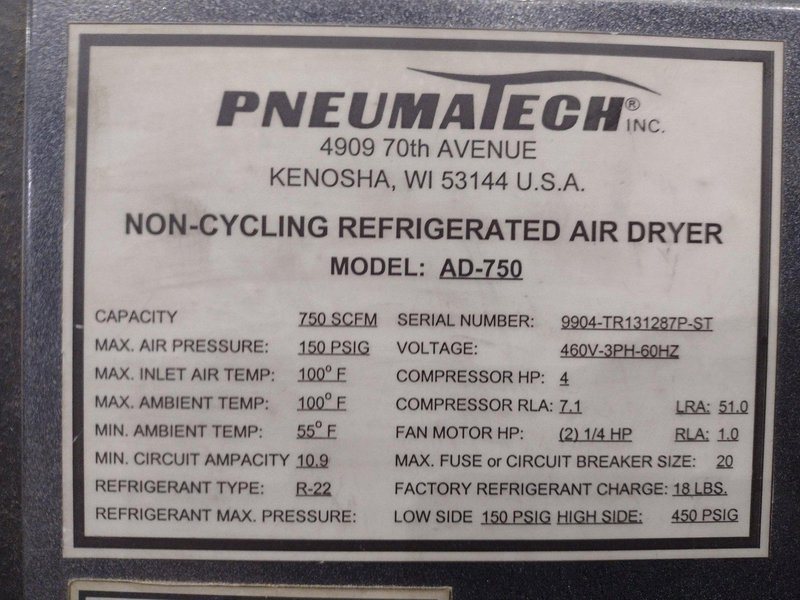 PNEUMATECH® INC.
4909 70th AVENUE
KENOSHA, WI 53144 U.S.A.
NON-CYCLING REFRIGERATED AIR DRYER
MODEL: AD-750
CAPACITY 750 SCFM SERIAL NUMBER: 9904-TR131287P-ST
MAX. AIR PRESSURE: 150 PSIG VOLTAGE: 460V-3PH-60HZ
MAX. INLET AIR TEMP: 100° F COMPRESSOR HP: 4
MAX. AMBIENT TEMP: 100° F COMPRESSOR RLA: 7.1 LRA: 51.0
MIN. AMBIENT TEMP: 55° F FAN MOTOR HP: (2) 1/4 HP RLA: 1.0
MIN. CIRCUIT AMPACITY 10.9 MAX. FUSE or CIRCUIT BREAKER SIZE: 20
REFRIGERANT TYPE: R-22 FACTORY REFRIGERANT CHARGE: 18 LBS.
REFRIGERANT MAX. PRESSURE: LOW SIDE 150 PSIG HIGH SIDE: 450 PSIG